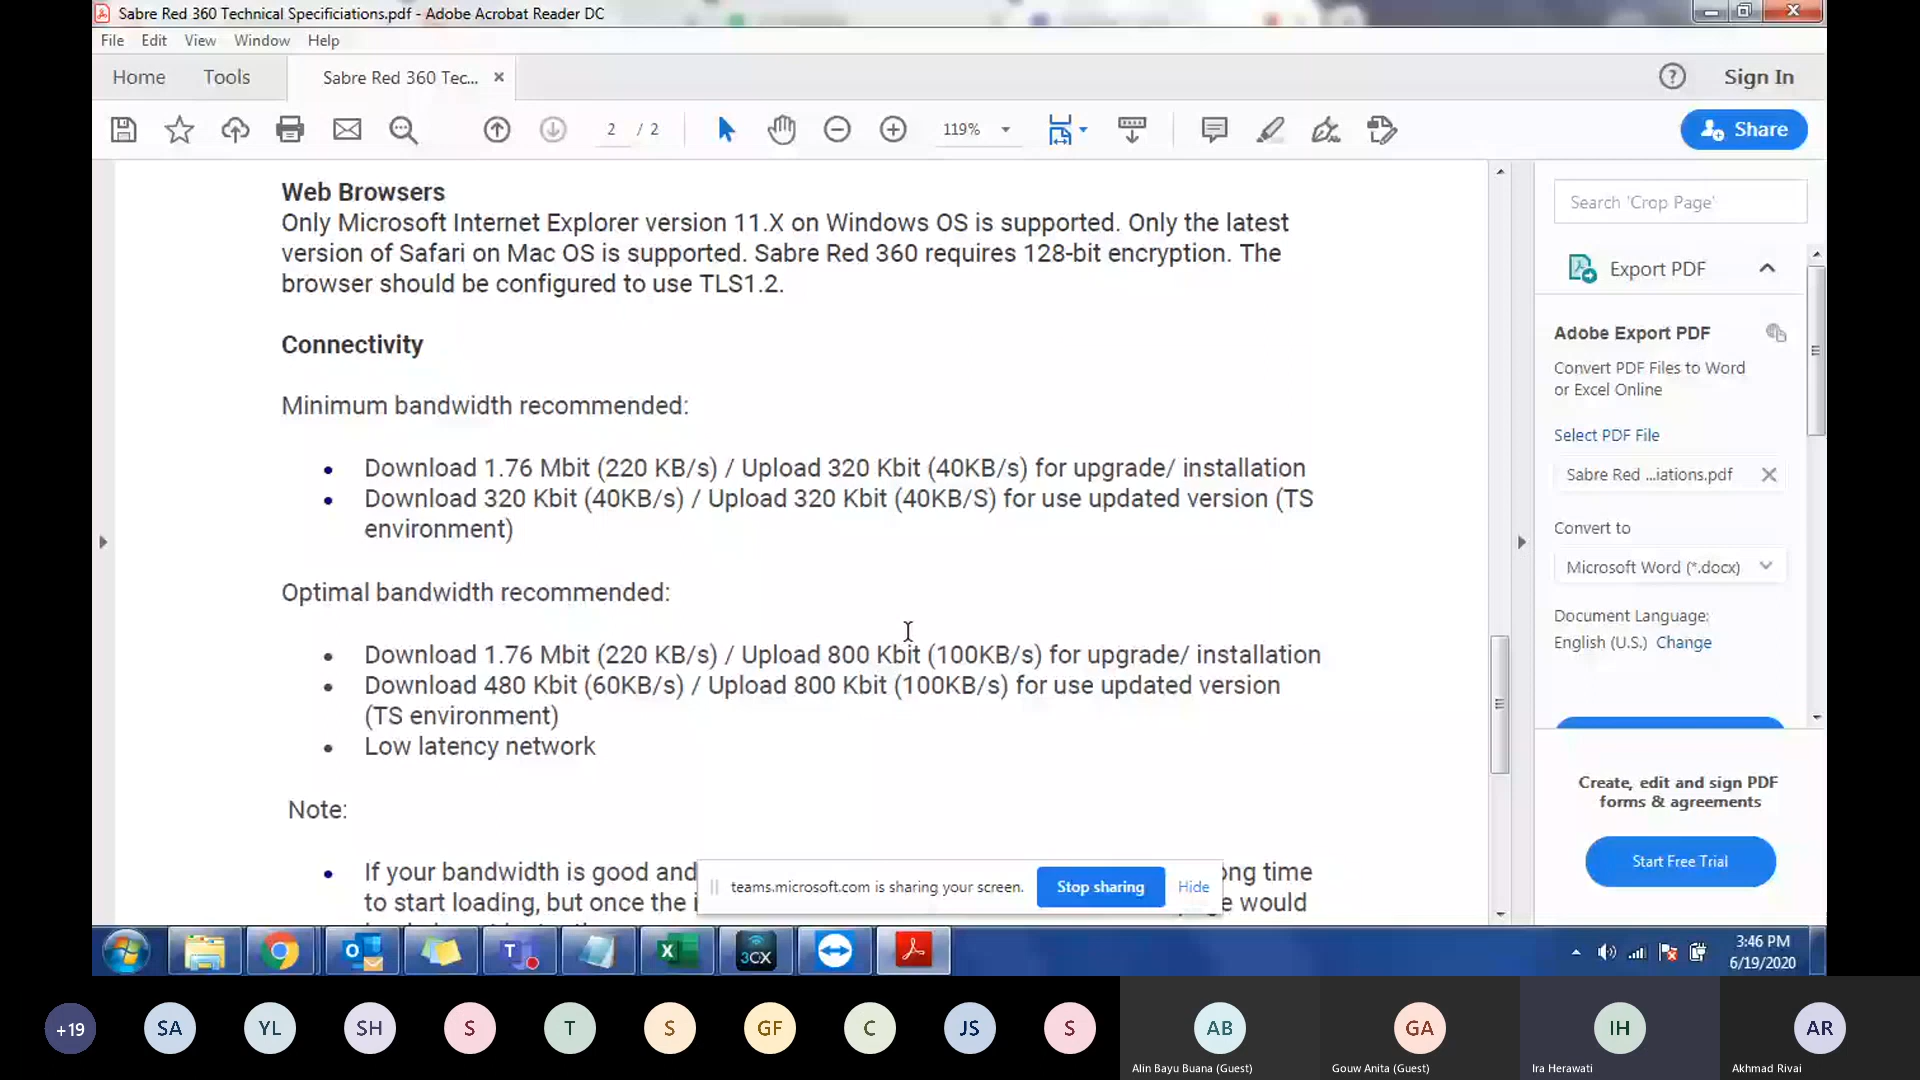 Sabre Red 360 Technical Specificiations.pdf - Adobe Acrobat Reader DC
File Edit View Window Help
Home Tools Sabre Red 360 Tec... × ? Sign In
2 / 2 119% Share
Web Browsers
Only Microsoft Internet Explorer version 11.X on Windows OS is supported. Only the latest
version of Safari on Mac OS is supported. Sabre Red 360 requires 128-bit encryption. The
browser should be configured to use TLS1.2.
Connectivity
Minimum bandwidth recommended:
• Download 1.76 Mbit (220 KB/s) / Upload 320 Kbit (40KB/s) for upgrade/ installation
• Download 320 Kbit (40KB/s) / Upload 320 Kbit (40KB/S) for use updated version (TS
environment)
Optimal bandwidth recommended:
• Download 1.76 Mbit (220 KB/s) / Upload 800 Kbit (100KB/s) for upgrade/ installation
• Download 480 Kbit (60KB/s) / Upload 800 Kbit (100KB/s) for use updated version
(TS environment)
• Low latency network
Note:
• If your bandwidth is good and ong time
to start loading, but once the would
Search 'Crop Page'
Export PDF
Adobe Export PDF
Convert PDF Files to Word
or Excel Online
Select PDF File
Sabre Red ...iations.pdf
Convert to
Microsoft Word (*.docx)
Document Language:
English (U.S.) Change
Create, edit and sign PDF
forms & agreements
Start Free Trial
teams.microsoft.com is sharing your screen. Stop sharing Hide
3CX
3:46 PM
6/19/2020
+19 SA YL SH S T S GF C JS S AB GA IH AR
Alin Bayu Buana (Guest) Gouw Anita (Guest) Ira Herawati Akhmad Rivai